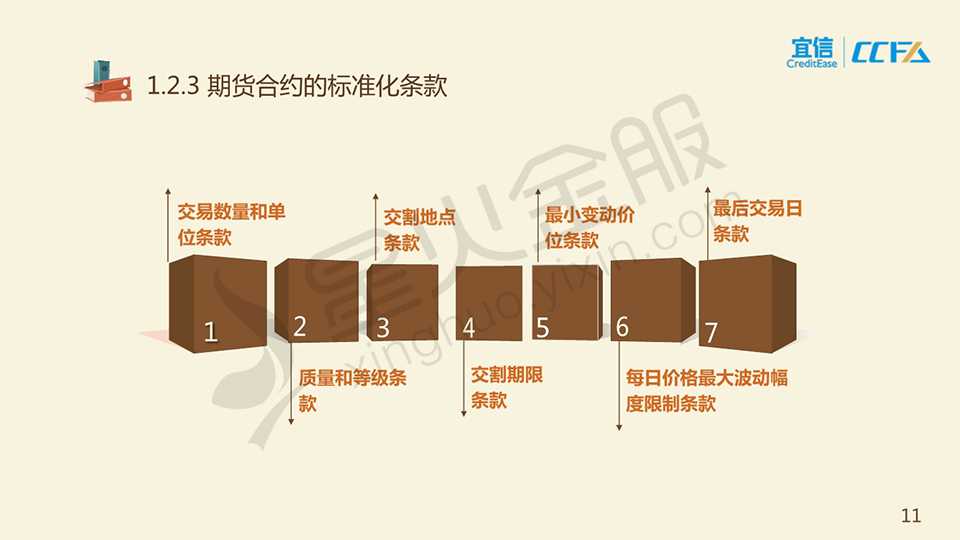 宜信
CreditEase
CCFA
1.2.3 期货合约的标准化条款
交易数量和单
位条款
交割地点
条款
最小变动价
位条款
最后交易日
条款
1
2
3
4
5
6
7
质量和等级条
款
交割期限
条款
每日价格最大波动幅
度限制条款
星火金服
xinghuo.yixin.com
11